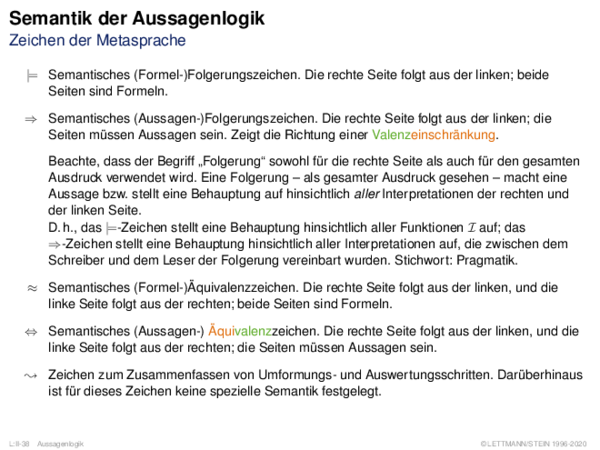 Semantik der Aussagenlogik
Zeichen der Metasprache
⊨ Semantisches (Formel-)Folgerungszeichen. Die rechte Seite folgt aus der linken; beide
Seiten sind Formeln.
⇒ Semantisches (Aussagen-)Folgerungszeichen. Die rechte Seite folgt aus der linken; die
Seiten müssen Aussagen sein. Zeigt die Richtung einer Valenzeinschränkung.
Beachte, dass der Begriff „Folgerung“ sowohl für die rechte Seite als auch für den gesamten
Ausdruck verwendet wird. Eine Folgerung – als gesamter Ausdruck gesehen – macht eine
Aussage bzw. stellt eine Behauptung auf hinsichtlich aller Interpretationen der rechten und
der linken Seite.
D. h., das ⊨-Zeichen stellt eine Behauptung hinsichtlich aller Funktionen ℐ auf; das
⇒-Zeichen stellt eine Behauptung hinsichtlich aller Interpretationen auf, die zwischen dem
Schreiber und dem Leser der Folgerung vereinbart wurden. Stichwort: Pragmatik.
≈ Semantisches (Formel-)Äquivalenzzeichen. Die rechte Seite folgt aus der linken, und die
linke Seite folgt aus der rechten; beide Seiten sind Formeln.
⇔ Semantisches (Aussagen-) Äquivalenzzeichen. Die rechte Seite folgt aus der linken, und die
linke Seite folgt aus der rechten; die Seiten müssen Aussagen sein.
⇝ Zeichen zum Zusammenfassen von Umformungs- und Auswertungsschritten. Darüberhinaus
ist für dieses Zeichen keine spezielle Semantik festgelegt.
L:II-38 Aussagenlogik ©LETTMANN/STEIN 1996-2020